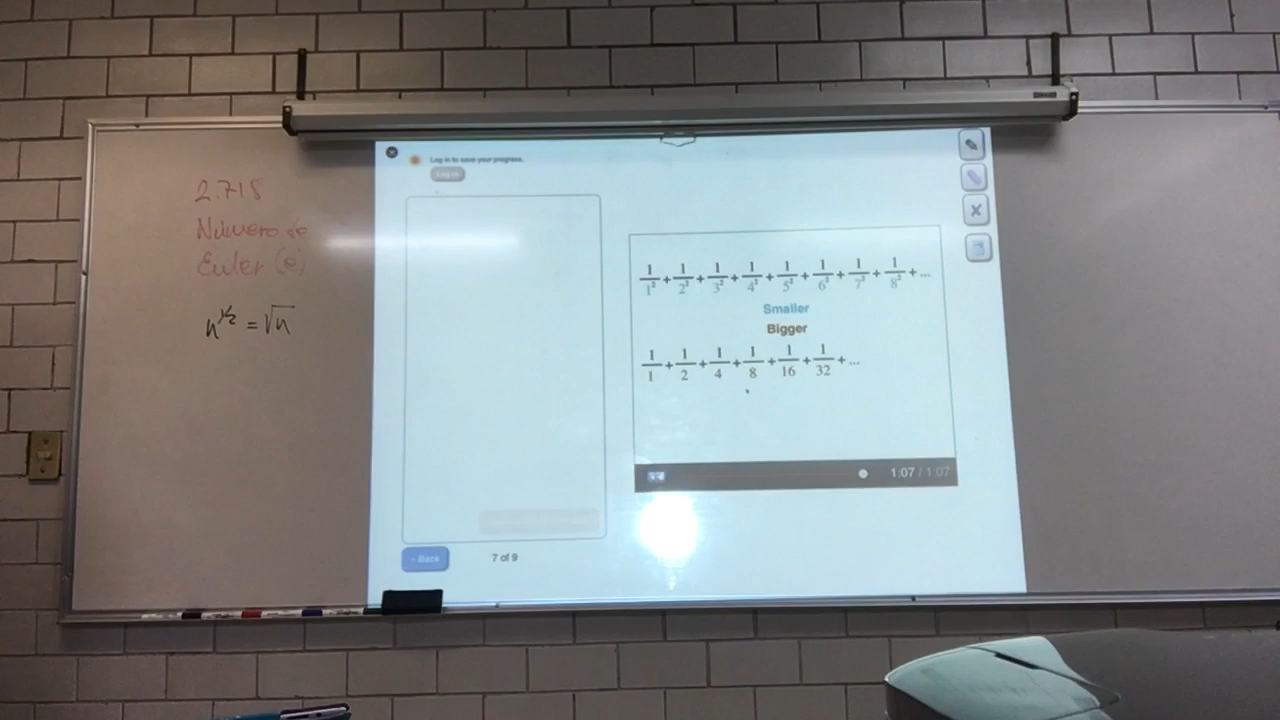 2.718
Número de
Euler (e)
n^{1/2} = √n
Log in to save your progress.
Log in
1/1² + 1/2² + 1/3² + 1/4² + 1/5² + 1/6² + 1/7² + 1/8² + ...
Smaller
Bigger
1/1 + 1/2 + 1/4 + 1/8 + 1/16 + 1/32 + ...
1:07 / 1:07
Back
7 of 9